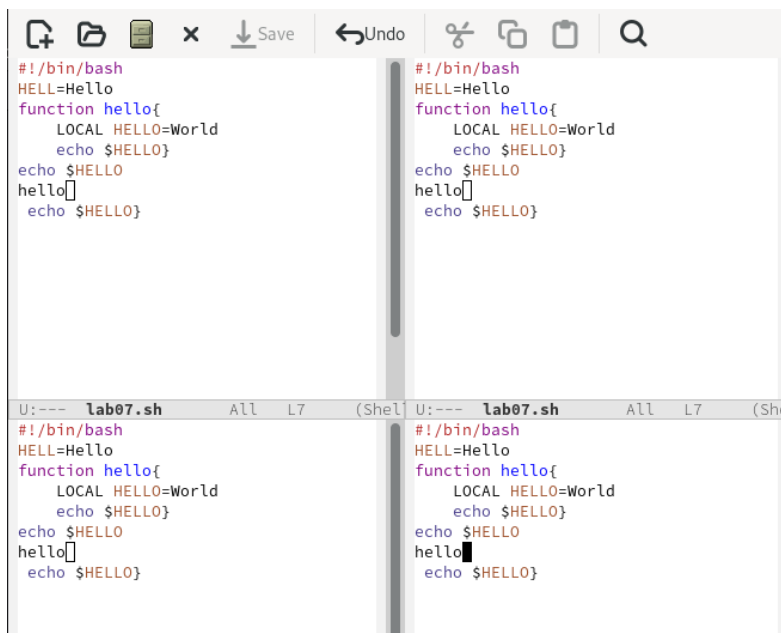 Save Undo
#!/bin/bash
HELL=Hello
function hello{
    LOCAL HELLO=World
    echo $HELLO}
echo $HELLO
hello
 echo $HELLO}
#!/bin/bash
HELL=Hello
function hello{
    LOCAL HELLO=World
    echo $HELLO}
echo $HELLO
hello
 echo $HELLO}
U:--- lab07.sh All L7 (Shel
U:--- lab07.sh All L7 (Sh
#!/bin/bash
HELL=Hello
function hello{
    LOCAL HELLO=World
    echo $HELLO}
echo $HELLO
hello
 echo $HELLO}
#!/bin/bash
HELL=Hello
function hello{
    LOCAL HELLO=World
    echo $HELLO}
echo $HELLO
hello
 echo $HELLO}